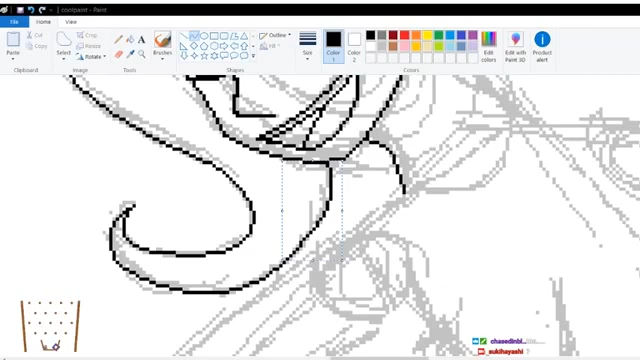 coolpaint - Paint
File
Home
View
Paste
Cut
Copy
Clipboard
Select
Crop
Resize
Rotate
Image
Tools
Brushes
Outline
Fill
Shapes
Size
Color 1
Color 2
Colors
Edit colors
Edit with Paint 3D
Product alert
chasedinbl...
_sukihayashi ?